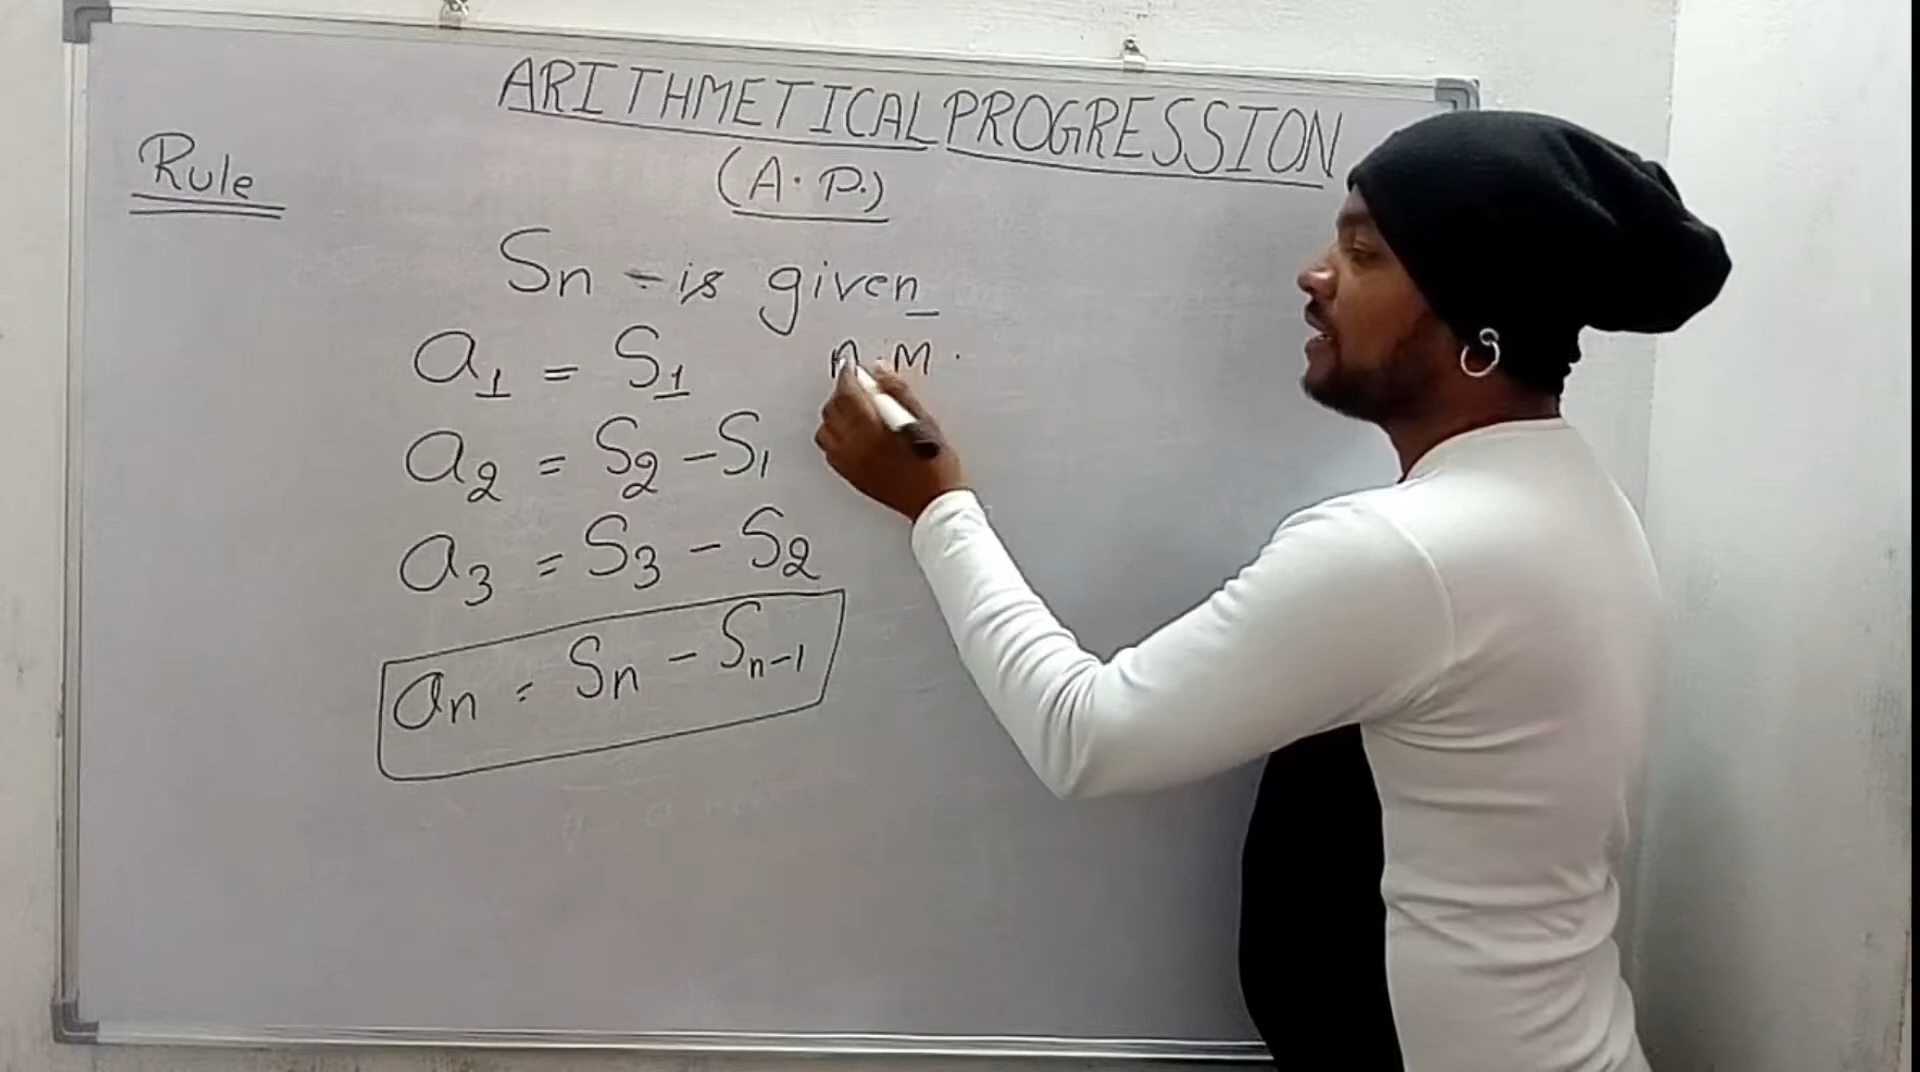 ARITHMETICAL PROGRESSION
(A.P.)
Rule
Sn - is given
a1 = S1
n M .
a2 = S2 - S1
a3 = S3 - S2
an = Sn - Sn-1